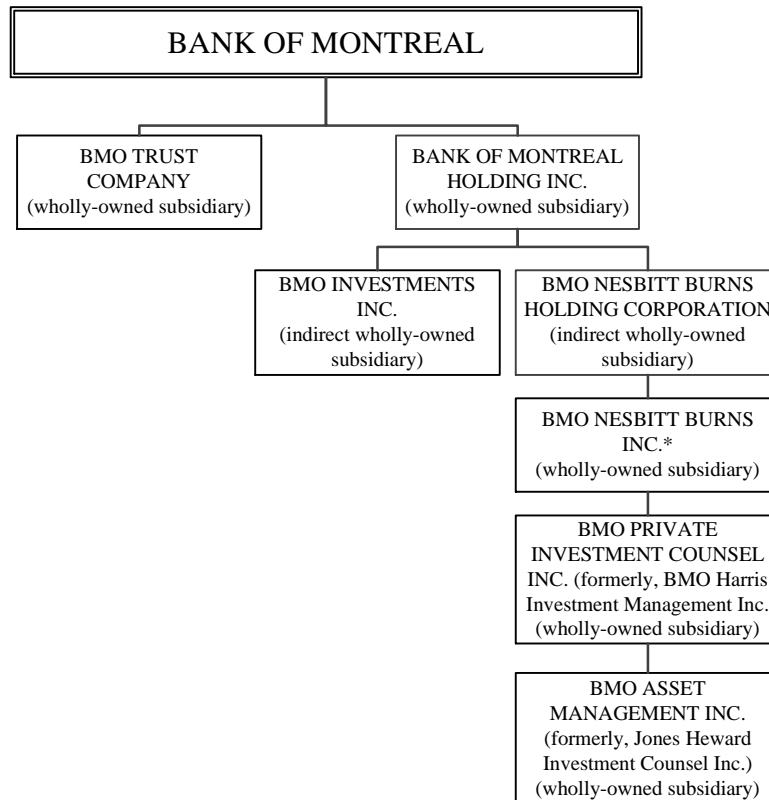 BANK OF MONTREAL
BMO TRUST
COMPANY
(wholly-owned subsidiary)
BANK OF MONTREAL
HOLDING INC.
(wholly-owned subsidiary)
BMO INVESTMENTS
INC.
(indirect wholly-owned
subsidiary)
BMO NESBITT BURNS
HOLDING CORPORATION
(indirect wholly-owned
subsidiary)
BMO NESBITT BURNS
INC.*
(wholly-owned subsidiary)
BMO PRIVATE
INVESTMENT COUNSEL
INC. (formerly, BMO Harris
Investment Management Inc.
(wholly-owned subsidiary)
BMO ASSET
MANAGEMENT INC.
(formerly, Jones Heward
Investment Counsel Inc.)
(wholly-owned subsidiary)